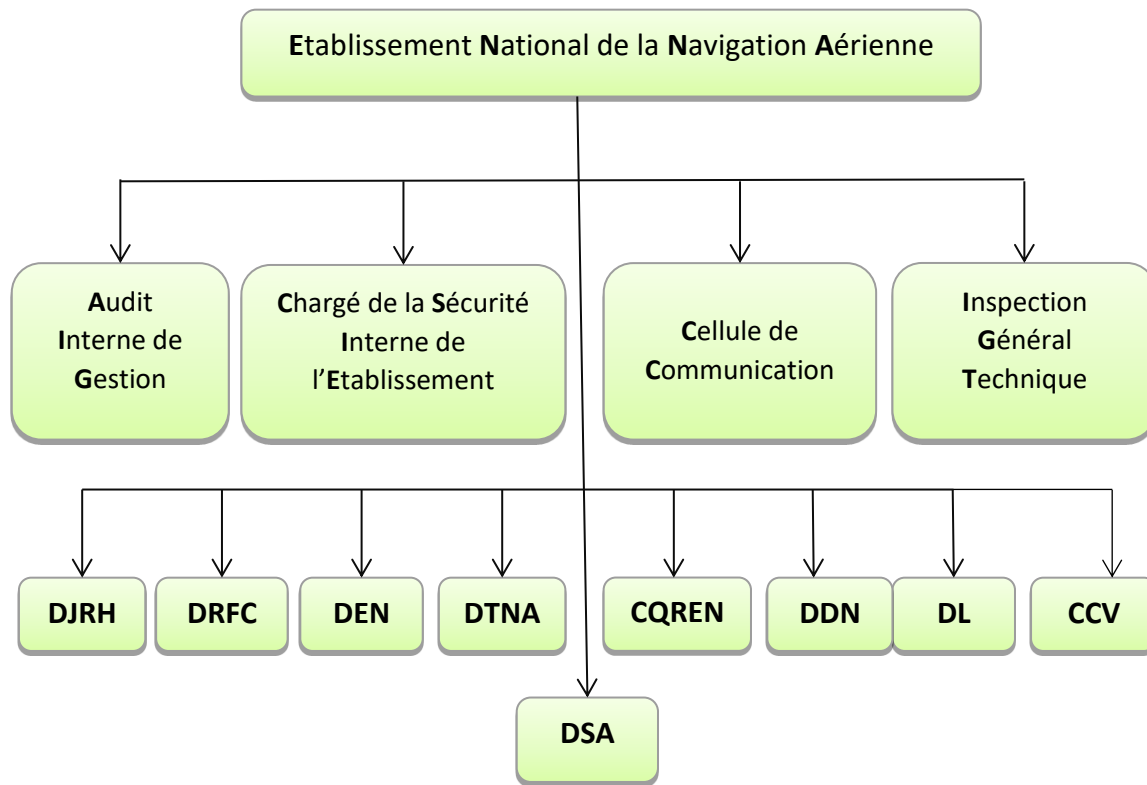 Etablissement National de la Navigation Aérienne
Audit
Interne de
Gestion
Chargé de la Sécurité
Interne de
l’Etablissement
Cellule de
Communication
Inspection
Général
Technique
DJRH
DRFC
DEN
DTNA
CQREN
DDN
DL
CCV
DSA